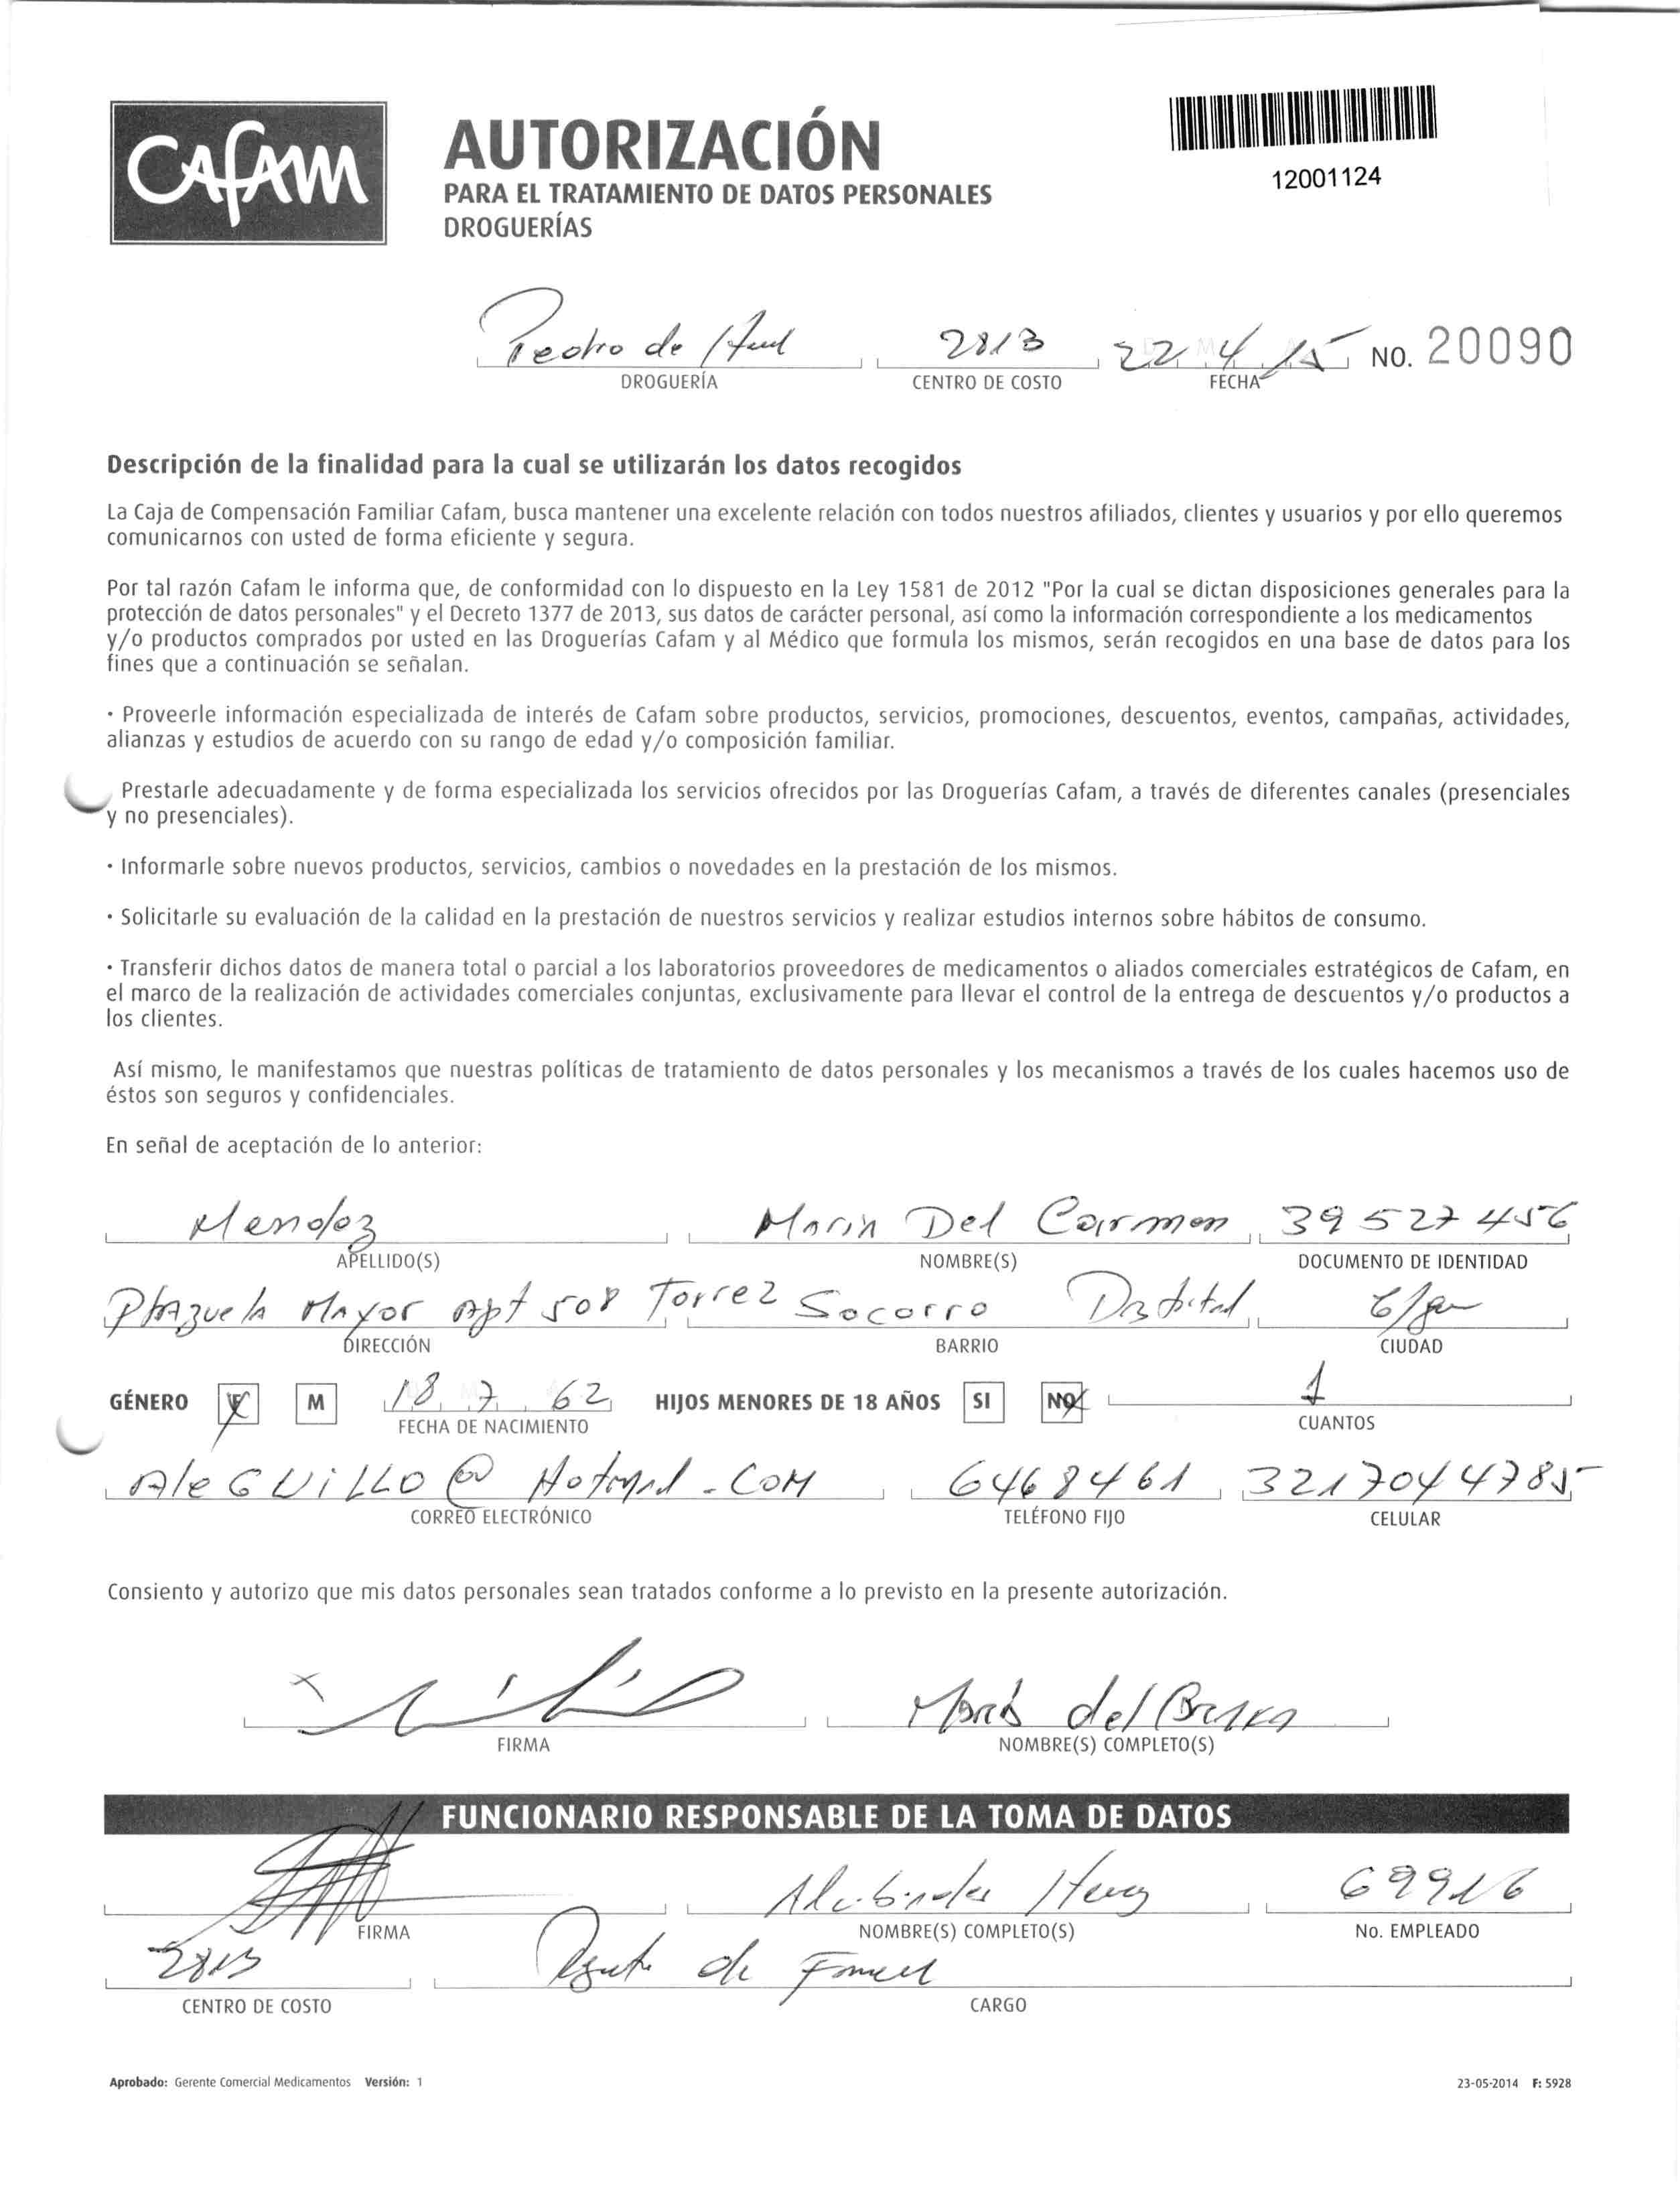 CAFAM
AUTORIZACIÓN
PARA EL TRATAMIENTO DE DATOS PERSONALES
DROGUERÍAS
12001124
Pedro de 2813 22 4 15 NO. 20090
DROGUERÍA CENTRO DE COSTO FECHA
Descripción de la finalidad para la cual se utilizarán los datos recogidos
La Caja de Compensación Familiar Cafam, busca mantener una excelente relación con todos nuestros afiliados, clientes y usuarios y por ello queremos
comunicarnos con usted de forma eficiente y segura.
Por tal razón Cafam le informa que, de conformidad con lo dispuesto en la Ley 1581 de 2012 "Por la cual se dictan disposiciones generales para la
protección de datos personales" y el Decreto 1377 de 2013, sus datos de carácter personal, así como la información correspondiente a los medicamentos
y/o productos comprados por usted en las Droguerías Cafam y al Médico que formula los mismos, serán recogidos en una base de datos para los
fines que a continuación se señalan.
· Proveerle información especializada de interés de Cafam sobre productos, servicios, promociones, descuentos, eventos, campañas, actividades,
alianzas y estudios de acuerdo con su rango de edad y/o composición familiar.
Prestarle adecuadamente y de forma especializada los servicios ofrecidos por las Droguerías Cafam, a través de diferentes canales (presenciales
y no presenciales).
· Informarle sobre nuevos productos, servicios, cambios o novedades en la prestación de los mismos.
· Solicitarle su evaluación de la calidad en la prestación de nuestros servicios y realizar estudios internos sobre hábitos de consumo.
· Transferir dichos datos de manera total o parcial a los laboratorios proveedores de medicamentos o aliados comerciales estratégicos de Cafam, en
el marco de la realización de actividades comerciales conjuntas, exclusivamente para llevar el control de la entrega de descuentos y/o productos a
los clientes.
Así mismo, le manifestamos que nuestras políticas de tratamiento de datos personales y los mecanismos a través de los cuales hacemos uso de
éstos son seguros y confidenciales.
En señal de aceptación de lo anterior:
Mendoz Maria Del Carmen 39527456
APELLIDO(S) NOMBRE(S) DOCUMENTO DE IDENTIDAD
Plazuela Mayor Apt 508 Torre 2 Socorro
DIRECCIÓN BARRIO CIUDAD
GÉNERO F M 18 7 62 HIJOS MENORES DE 18 AÑOS SI NO 1
FECHA DE NACIMIENTO CUANTOS
AleGUiLLO@Hotmail.COM 6468461 3217044785
CORREO ELECTRÓNICO TELÉFONO FIJO CELULAR
Consiento y autorizo que mis datos personales sean tratados conforme a lo previsto en la presente autorización.
Maria del
FIRMA NOMBRE(S) COMPLETO(S)
FUNCIONARIO RESPONSABLE DE LA TOMA DE DATOS
69916
FIRMA NOMBRE(S) COMPLETO(S) No. EMPLEADO
2813 de
CENTRO DE COSTO CARGO
Aprobado: Gerente Comercial Medicamentos Versión: 1 23-05-2014 F: 5928